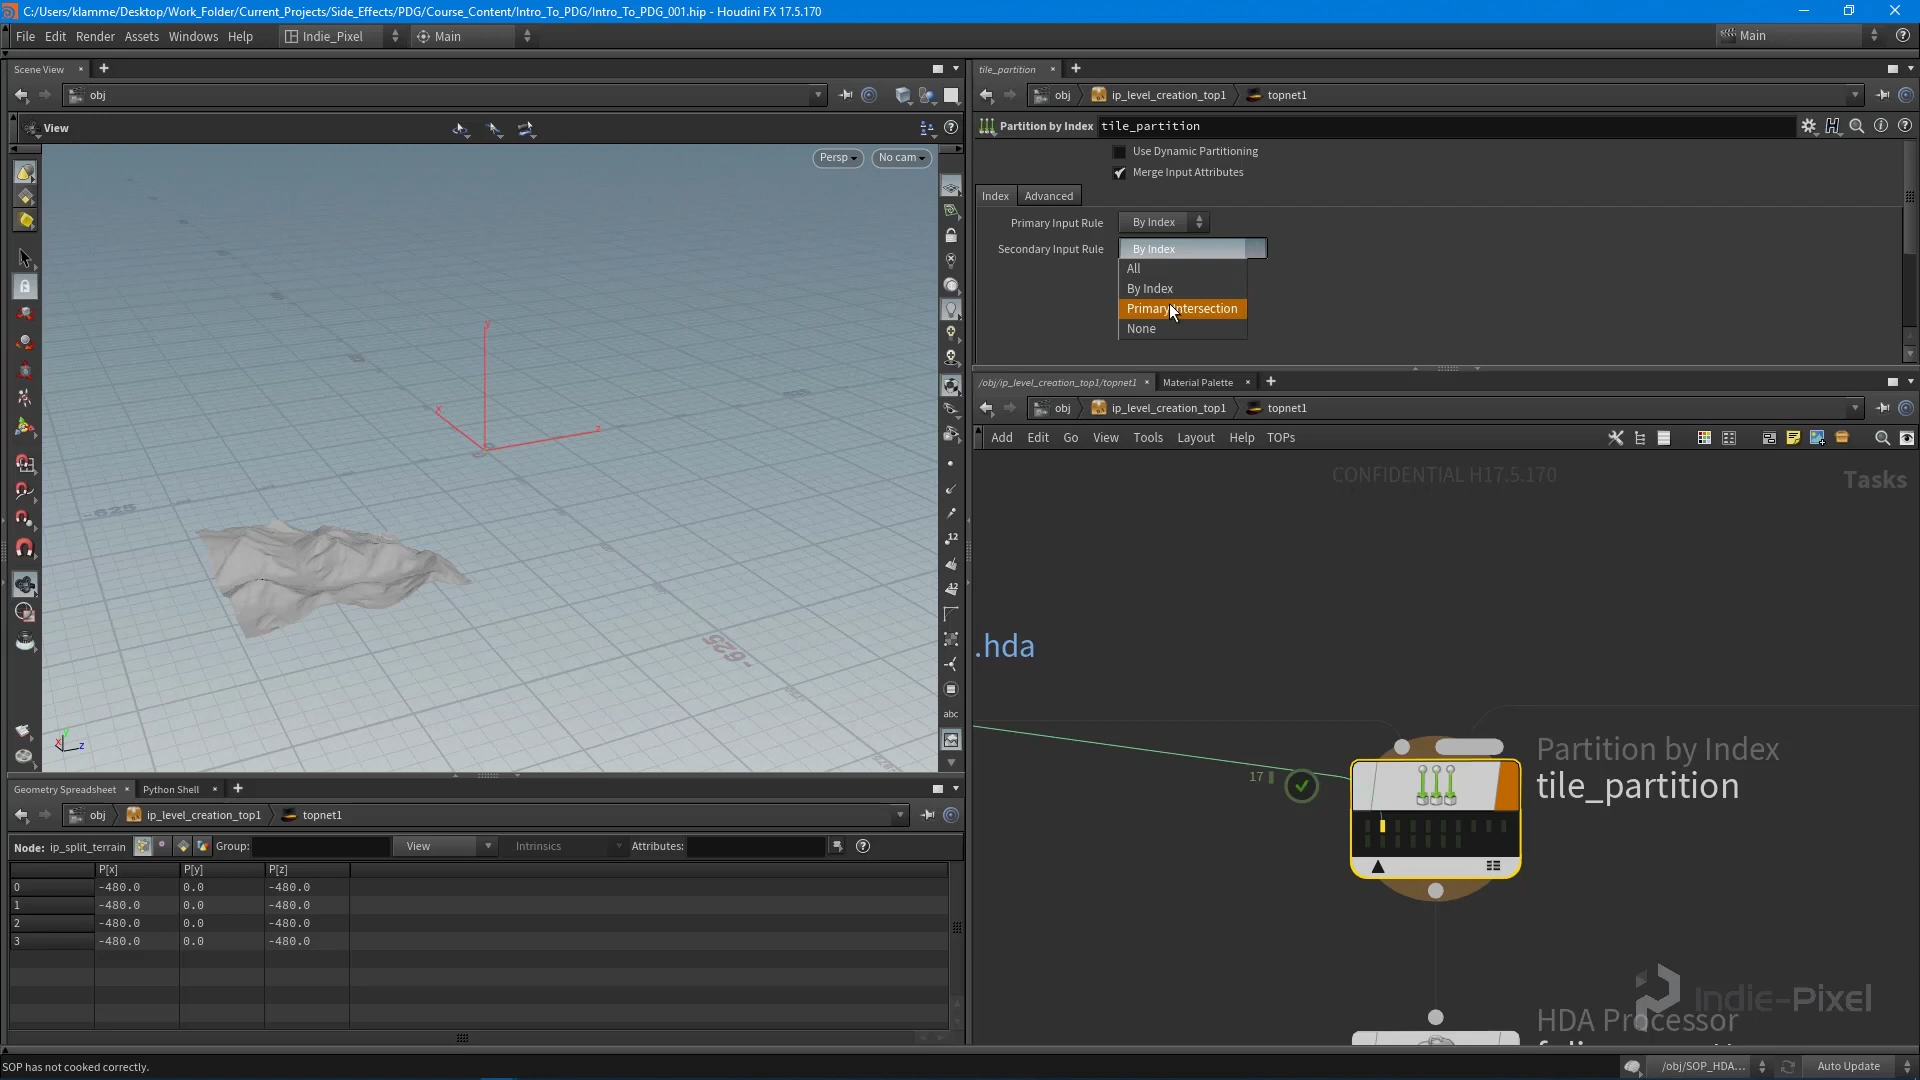 C:/Users/klamme/Desktop/Work_Folder/Current_Projects/Side_Effects/PDG/Course_Content/Intro_To_PDG/Intro_To_PDG_001.hip - Houdini FX 17.5.170
File Edit Render Assets Windows Help Indie_Pixel Main Main
Scene View
obj
View
Persp
No cam
y
x
z
-625
-625
12
12
abc
x
y
z
Geometry Spreadsheet Python Shell
obj ip_level_creation_top1 topnet1
Node: ip_split_terrain Group: View Intrinsics Attributes:
P[x] P[y] P[z]
0 -480.0 0.0 -480.0
1 -480.0 0.0 -480.0
2 -480.0 0.0 -480.0
3 -480.0 0.0 -480.0
tile_partition
obj ip_level_creation_top1 topnet1
Partition by Index tile_partition
Use Dynamic Partitioning
Merge Input Attributes
Index Advanced
Primary Input Rule By Index
Secondary Input Rule By Index
All
By Index
Primary Intersection
None
/obj/ip_level_creation_top1/topnet1 Material Palette
obj ip_level_creation_top1 topnet1
Add Edit Go View Tools Layout Help TOPs
CONFIDENTIAL H17.5.170
Tasks
.hda
17
Partition by Index
tile_partition
Indie-Pixel
HDA Processor
SOP has not cooked correctly.
/obj/SOP_HDA...
Auto Update